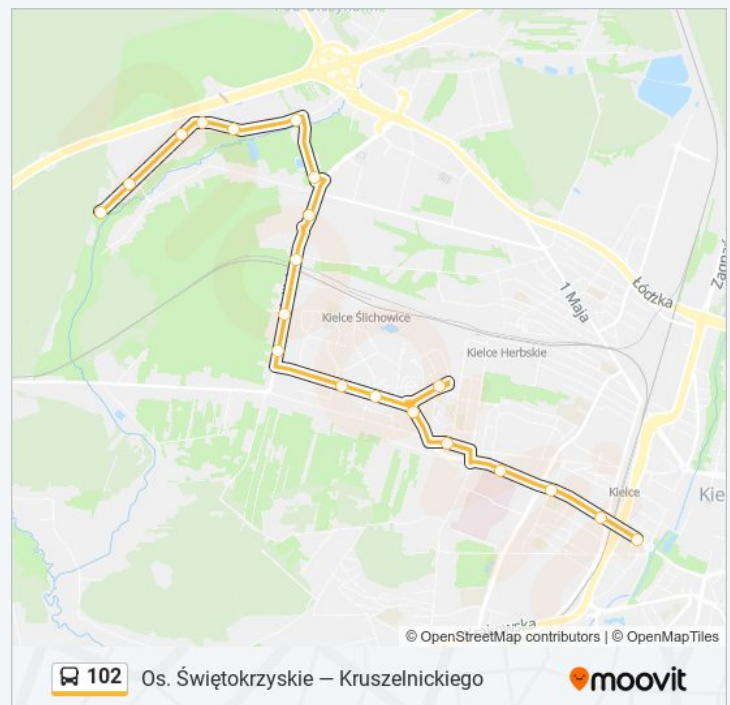 Łódzka
1 Maja
Kielce Ślichowice
Kielce Herbskie
Kielce
Kie
© OpenStreetMap contributors | © OpenMapTiles
102 Os. Świętokrzyskie — Kruszelnickiego
moovit